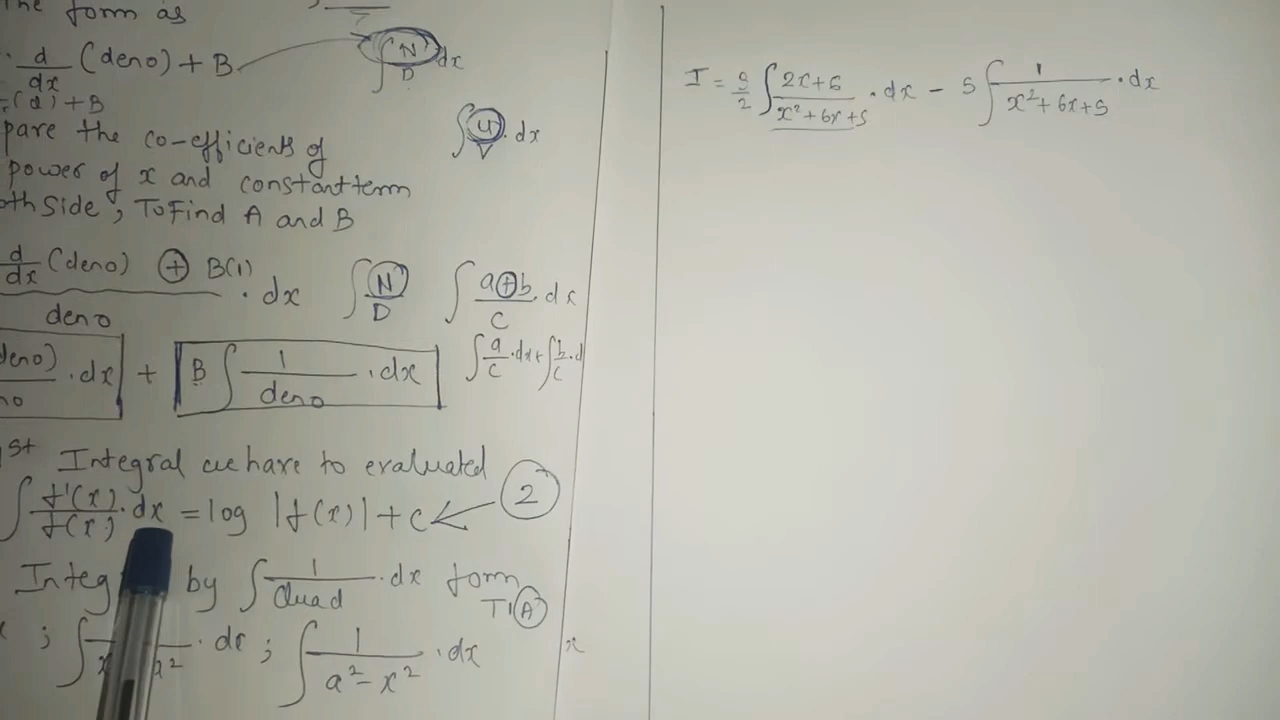 The form as
d/dx (deno) + B
∫ N/D dx
(d) + B
∫ u/v . dx
pare the co-efficients of
power of x and constant term
oth side, To Find A and B
d/dx (deno) + B(1)
deno
. dx
∫ N/D
∫ a+b/c . dx
. dx + B ∫ 1/deno . dx
∫ a/c . dx + ∫ b/c . d
st Integral we have to evaluated
∫ f'(x)/f(x) . dx = log |f(x)| + c ← 2
Integ by ∫ 1/Quad . dx form
T1 A
; ∫ . dx ; ∫ 1/a² - x² . dx
x
I = 5/2 ∫ 2x+6/x²+6x+5 . dx - 5 ∫ 1/x²+6x+5 . dx